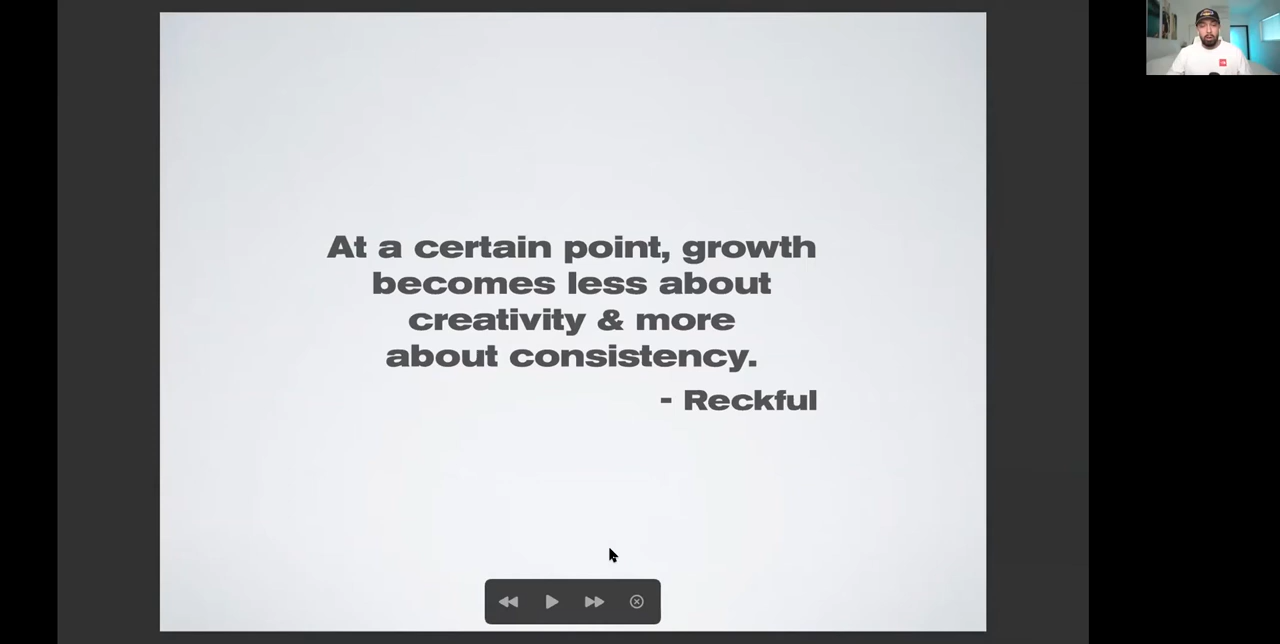 At a certain point, growth
becomes less about
creativity & more
about consistency.
- Reckful